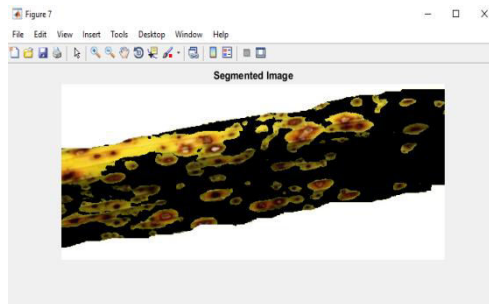 Figure 7
File Edit View Insert Tools Desktop Window Help
Segmented Image